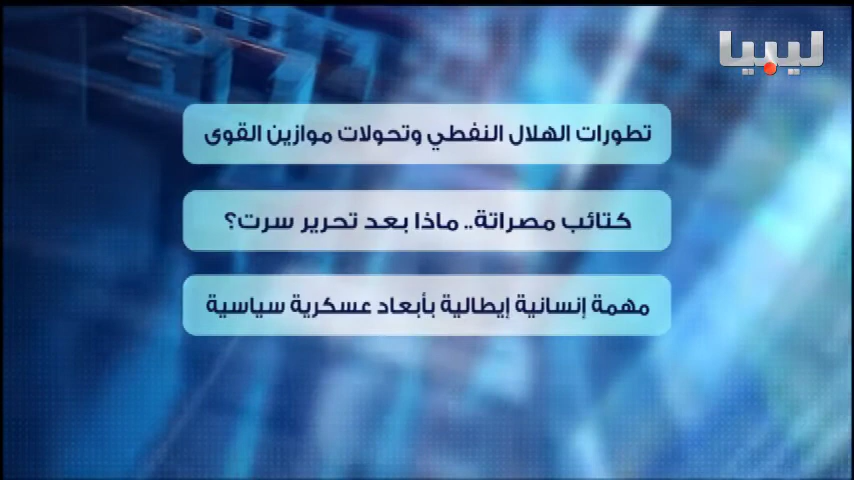 ليبيا
تطورات الهلال النفطي وتحولات موازين القوى
كتائب مصراتة.. ماذا بعد تحرير سرت؟
مهمة إنسانية إيطالية بأبعاد عسكرية سياسية